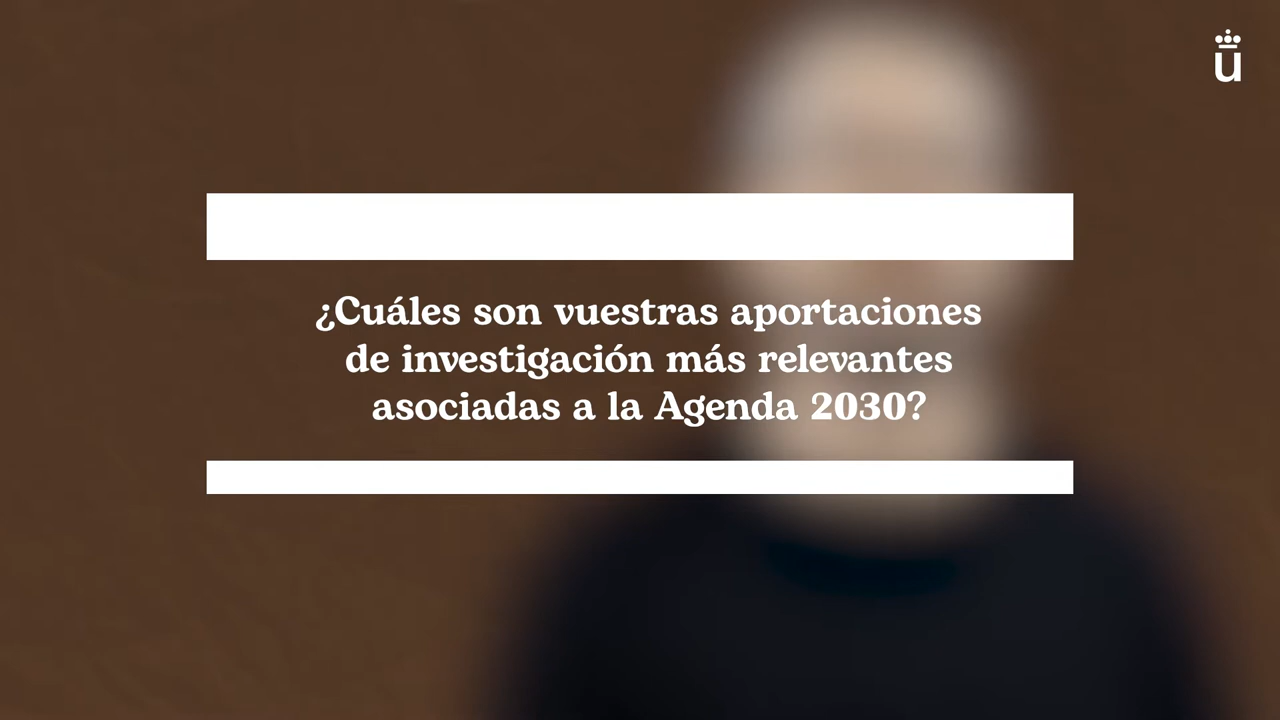 ¿Cuáles son vuestras aportaciones
de investigación más relevantes
asociadas a la Agenda 2030?
ü